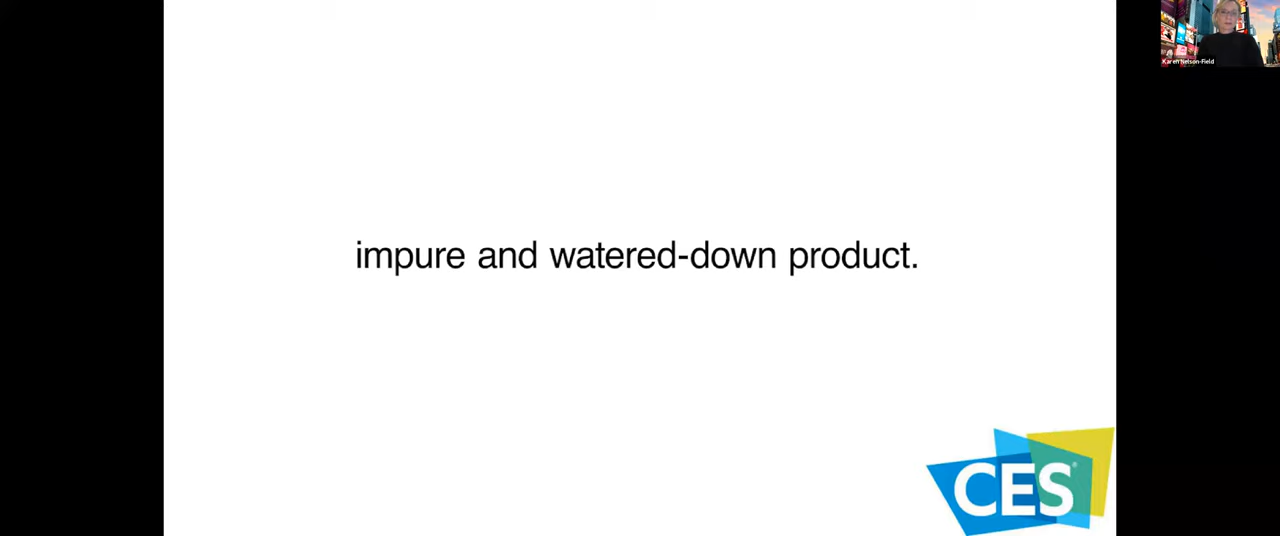 Karen Nelson-Field
impure and watered-down product.
CES®